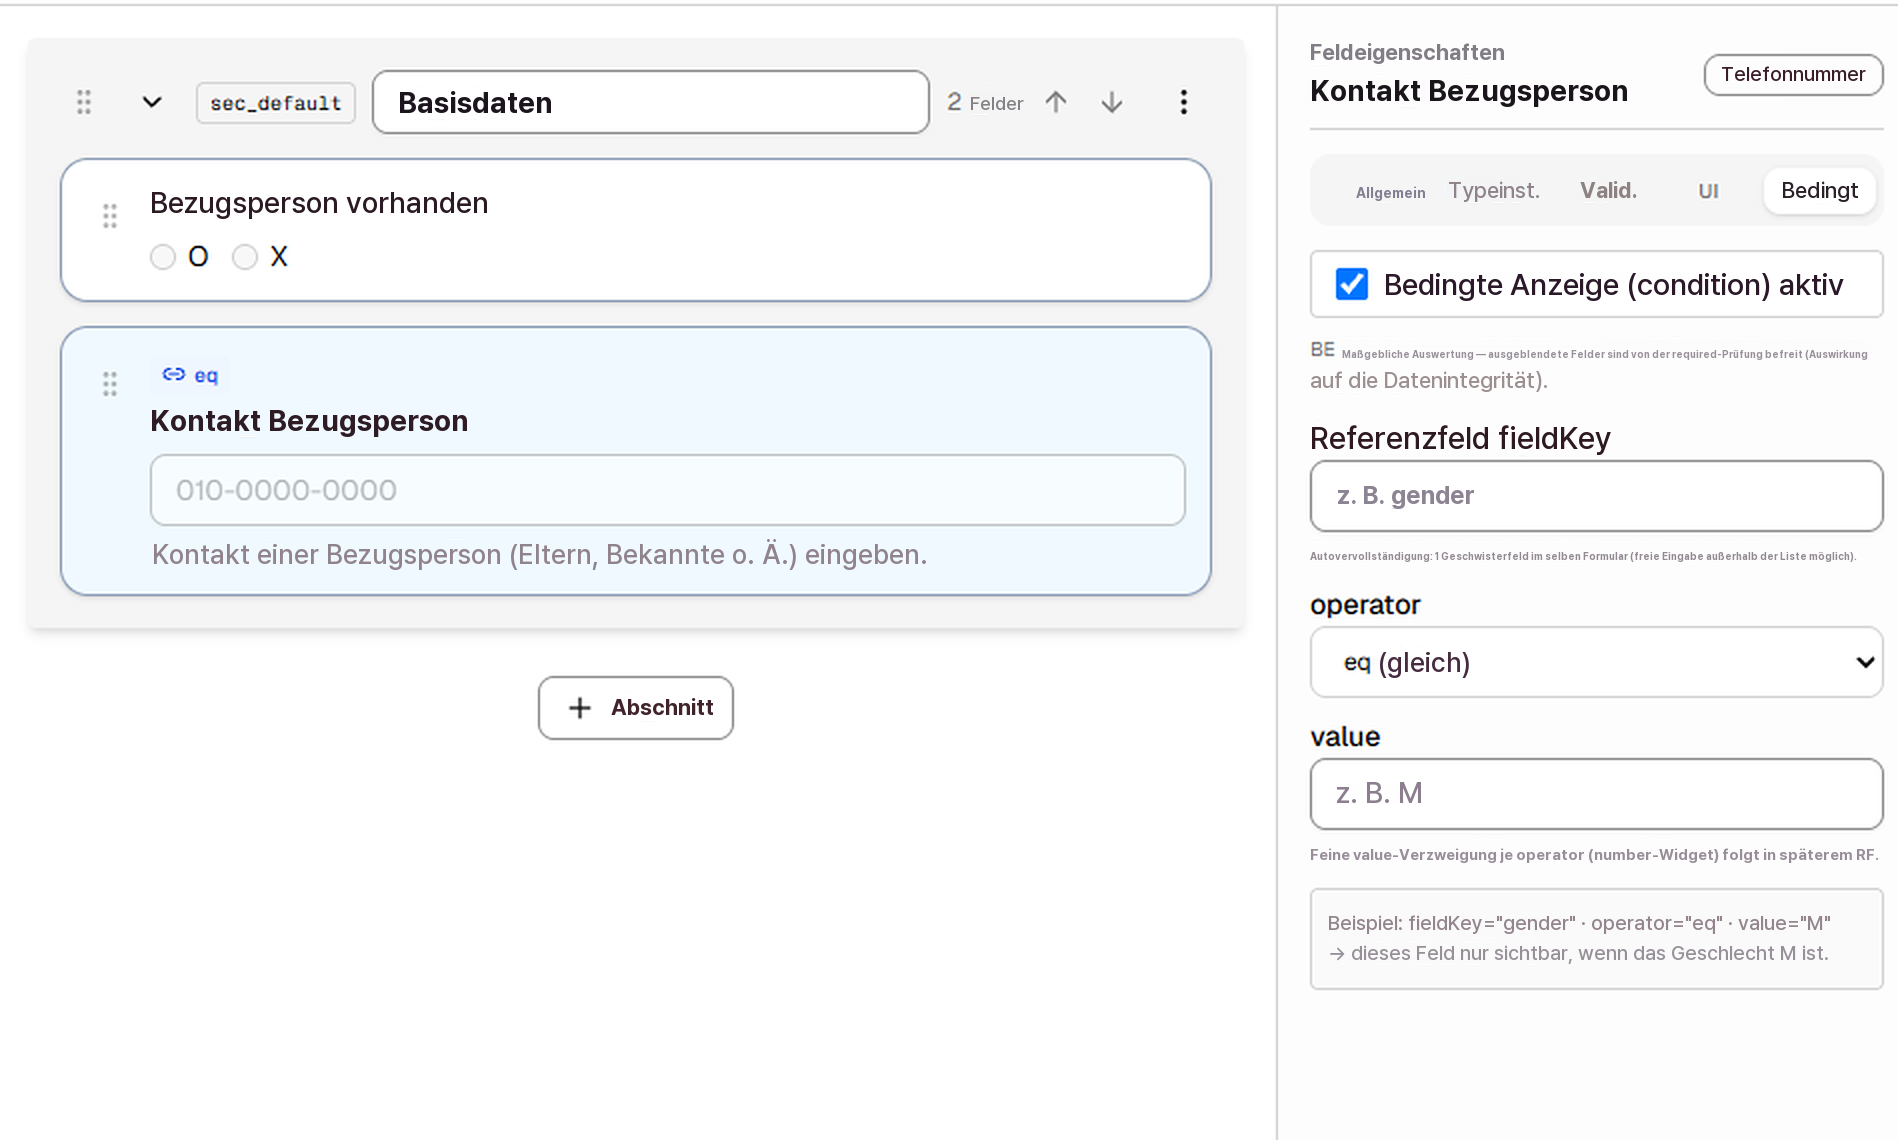 sec_default Basisdaten 2 Felder
Bezugsperson vorhanden
O X
eq
Kontakt Bezugsperson
010-0000-0000
Kontakt einer Bezugsperson (Eltern, Bekannte o. Ä.) eingeben.
+ Abschnitt
Feldeigenschaften
Kontakt Bezugsperson
Telefonnummer
Allgemein Typeinst. Valid. UI Bedingt
Bedingte Anzeige (condition) aktiv
BE Maßgebliche Auswertung — ausgeblendete Felder sind von der required-Prüfung befreit (Auswirkung
auf die Datenintegrität).
Referenzfeld fieldKey
z. B. gender
Autovervollständigung: 1 Geschwisterfeld im selben Formular (freie Eingabe außerhalb der Liste möglich).
operator
eq (gleich)
value
z. B. M
Feine value-Verzweigung je operator (number-Widget) folgt in späterem RF.
Beispiel: fieldKey="gender" · operator="eq" · value="M"
→ dieses Feld nur sichtbar, wenn das Geschlecht M ist.